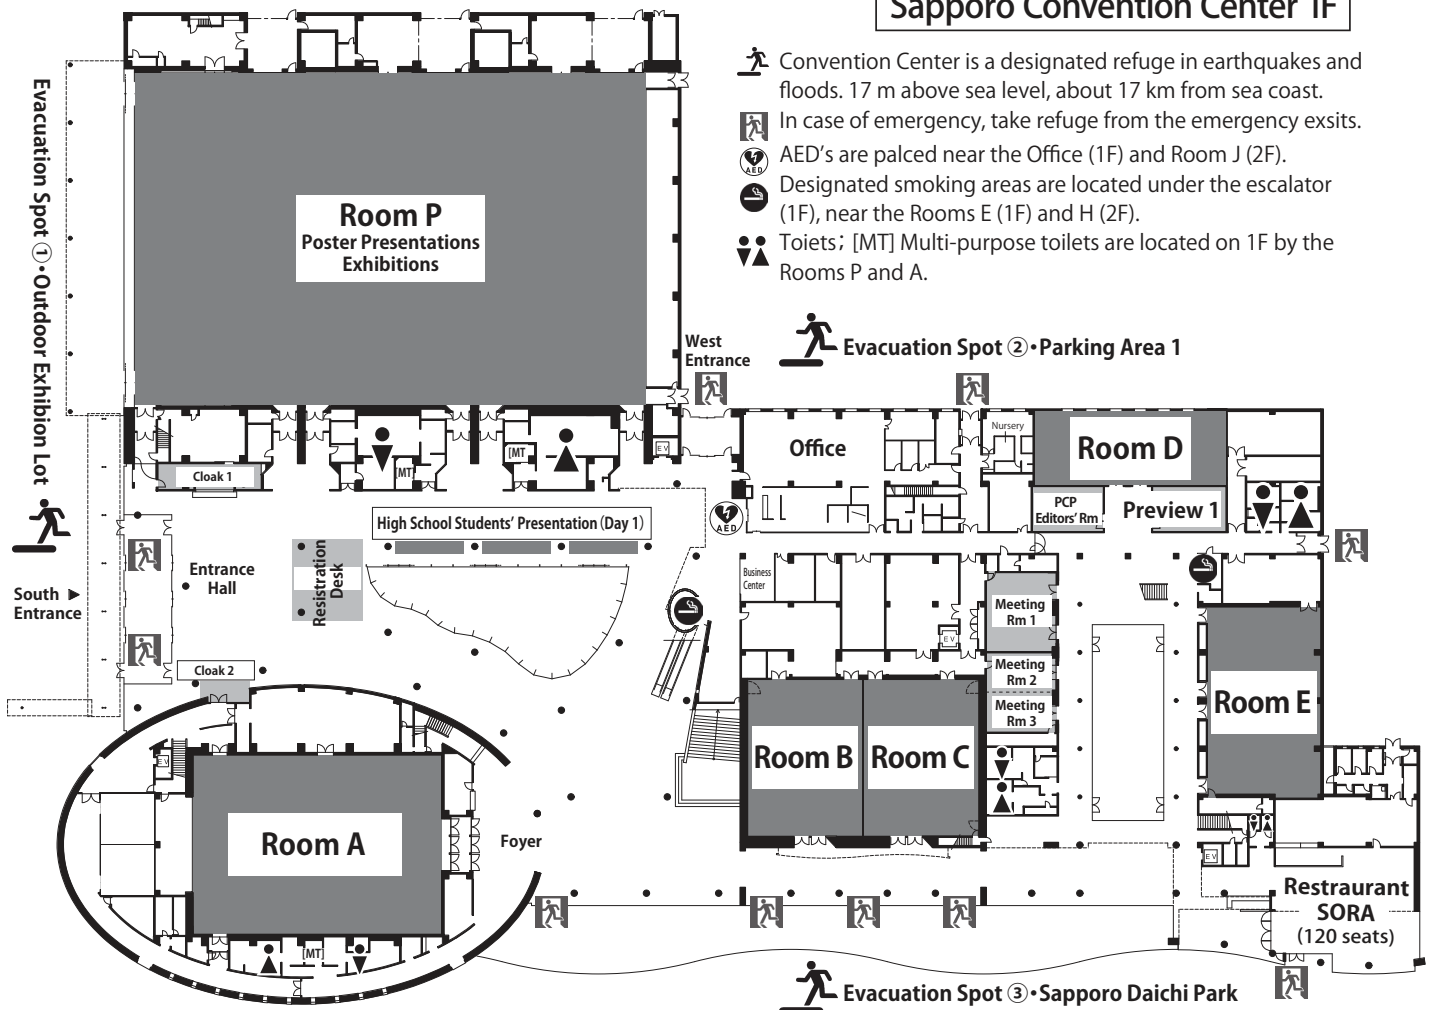 Sapporo Convention Center 1F
Convention Center is a designated refuge in earthquakes and
floods. 17 m above sea level, about 17 km from sea coast.
In case of emergency, take refuge from the emergency exsits.
AED
AED's are palced near the Office (1F) and Room J (2F).
Designated smoking areas are located under the escalator
(1F), near the Rooms E (1F) and H (2F).
Toiets; [MT] Multi-purpose toilets are located on 1F by the
Rooms P and A.
Evacuation Spot ①・Outdoor Exhibition Lot
Room P
Poster Presentations
Exhibitions
West
Entrance
Evacuation Spot ②・Parking Area 1
EV
Cloak 1
[MT]
[MT
Office
Nursery
Room D
PCP
Editors' Rm
Preview 1
AED
High School Students' Presentation (Day 1)
Resistration
Desk
Entrance
Hall
South ▶
Entrance
Cloak 2
Business
Center
EV
Meeting
Rm 1
Meeting
Rm 2
Meeting
Rm 3
Room B
Room C
Room E
EV
Room A
Foyer
[MT]
EV
Restraurant
SORA
(120 seats)
Evacuation Spot ③・Sapporo Daichi Park